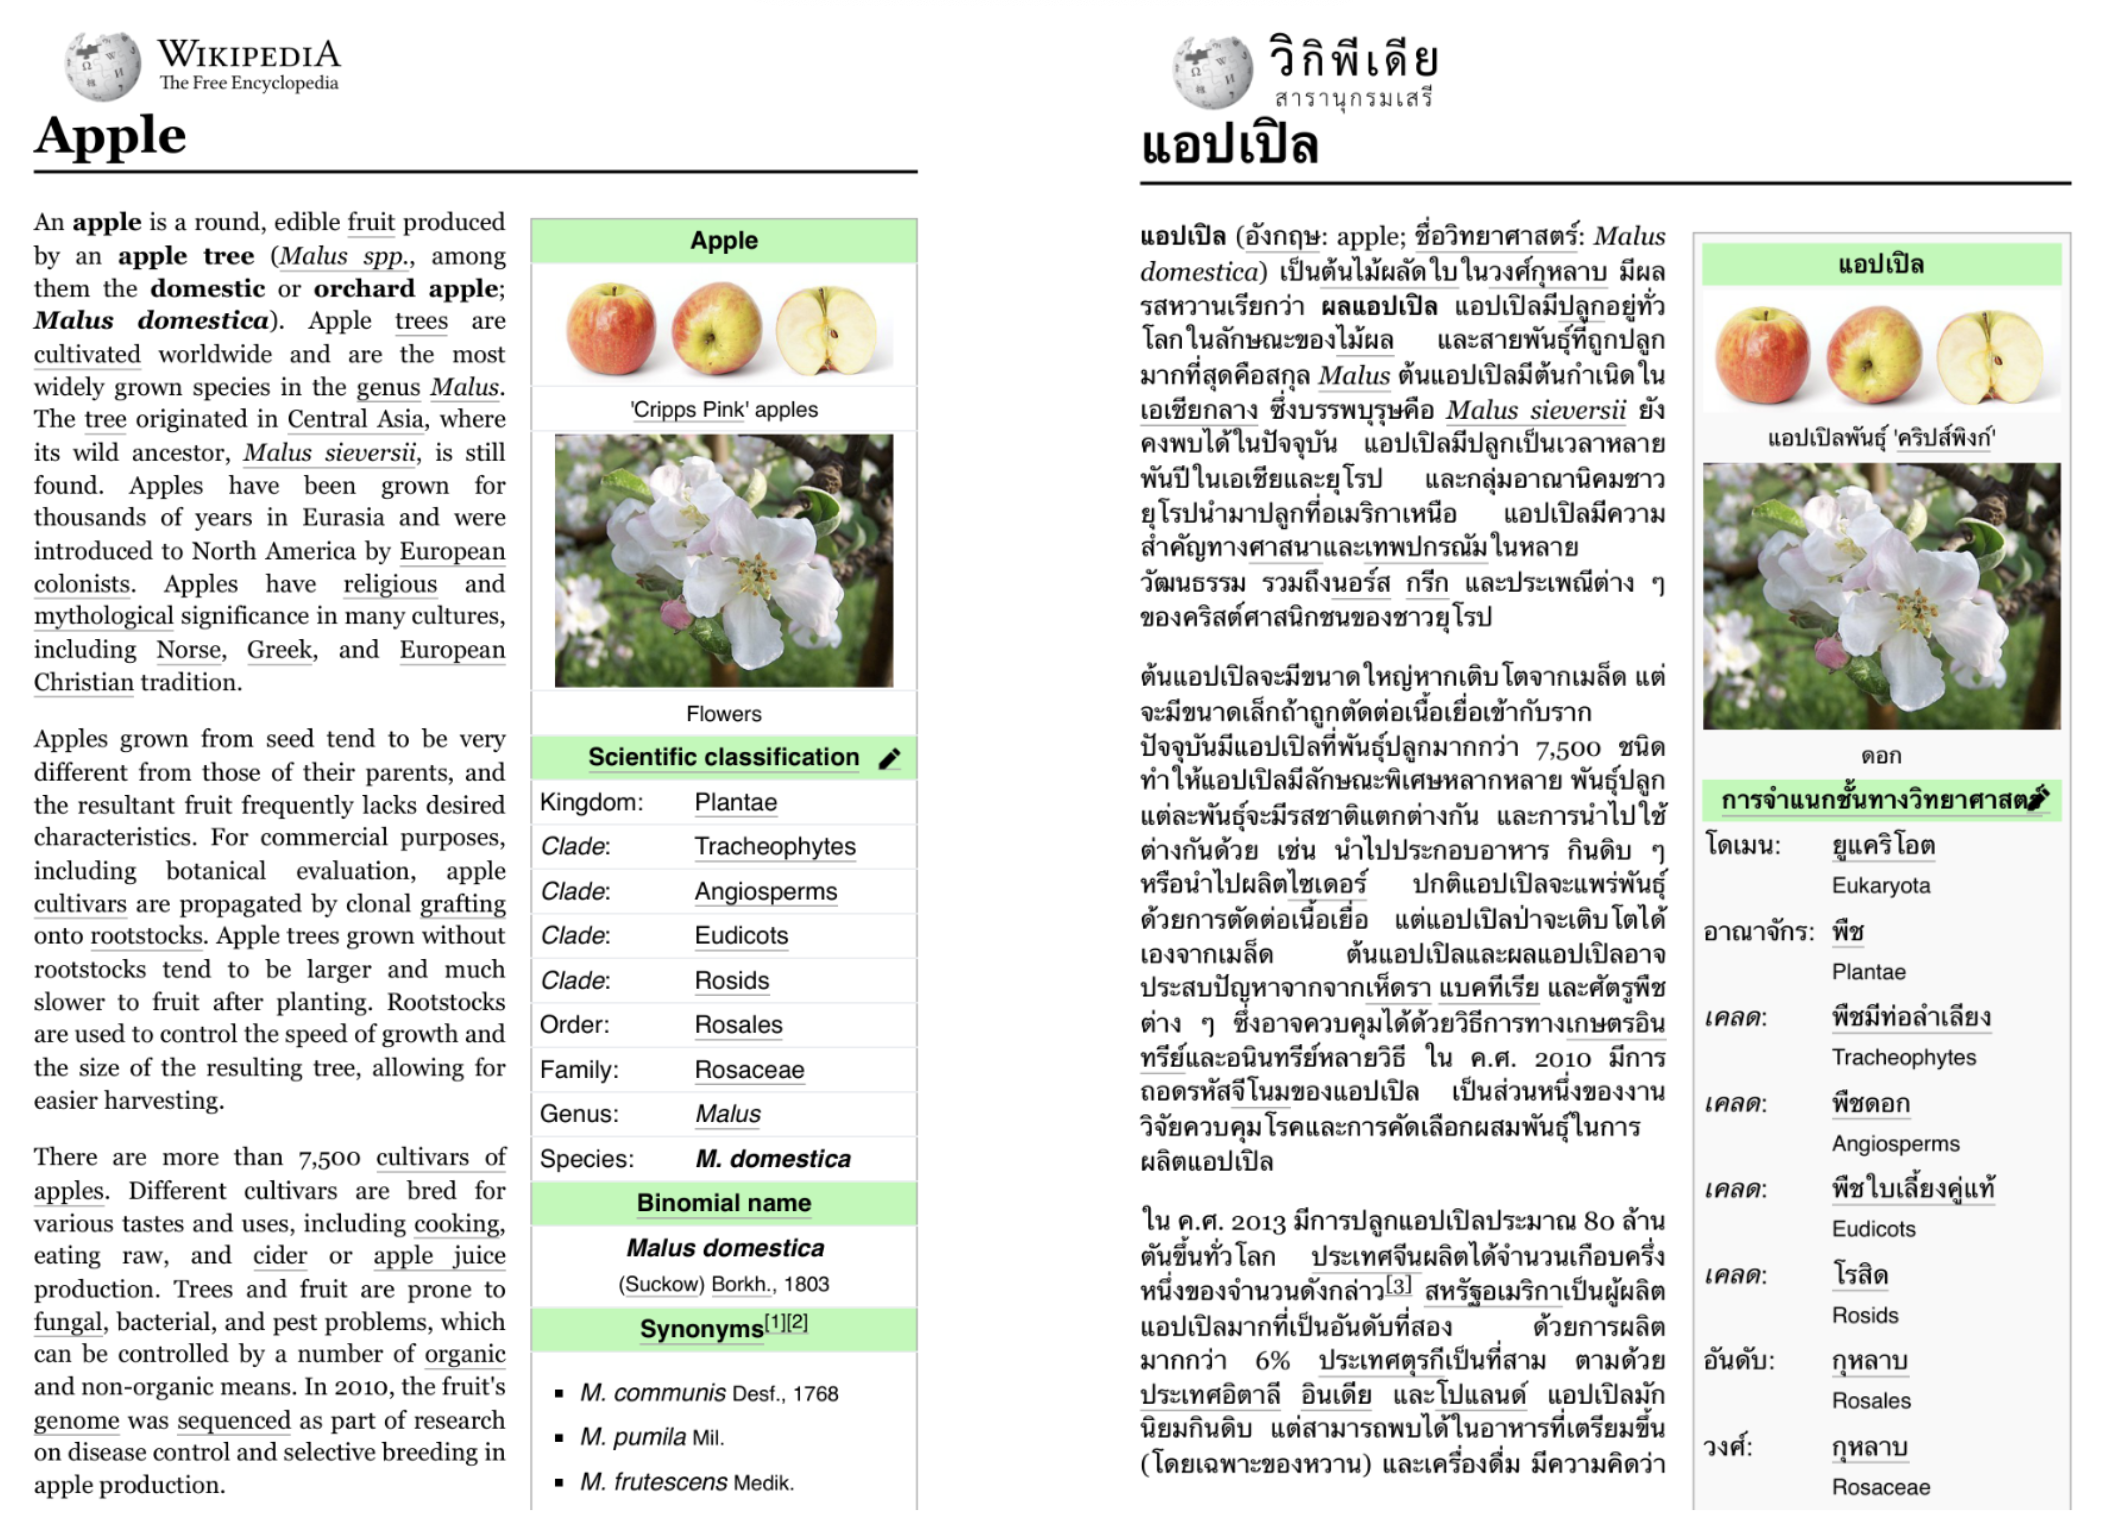 WIKIPEDIA
The Free Encyclopedia
Apple
An apple is a round, edible fruit produced
by an apple tree (Malus spp., among
them the domestic or orchard apple;
Malus domestica). Apple trees are
cultivated worldwide and are the most
widely grown species in the genus Malus.
The tree originated in Central Asia, where
its wild ancestor, Malus sieversii, is still
found. Apples have been grown for
thousands of years in Eurasia and were
introduced to North America by European
colonists. Apples have religious and
mythological significance in many cultures,
including Norse, Greek, and European
Christian tradition.
Apples grown from seed tend to be very
different from those of their parents, and
the resultant fruit frequently lacks desired
characteristics. For commercial purposes,
including botanical evaluation, apple
cultivars are propagated by clonal grafting
onto rootstocks. Apple trees grown without
rootstocks tend to be larger and much
slower to fruit after planting. Rootstocks
are used to control the speed of growth and
the size of the resulting tree, allowing for
easier harvesting.
There are more than 7,500 cultivars of
apples. Different cultivars are bred for
various tastes and uses, including cooking,
eating raw, and cider or apple juice
production. Trees and fruit are prone to
fungal, bacterial, and pest problems, which
can be controlled by a number of organic
and non-organic means. In 2010, the fruit's
genome was sequenced as part of research
on disease control and selective breeding in
apple production.
Apple
'Cripps Pink' apples
Flowers
Scientific classification
Kingdom: Plantae
Clade: Tracheophytes
Clade: Angiosperms
Clade: Eudicots
Clade: Rosids
Order: Rosales
Family: Rosaceae
Genus: Malus
Species: M. domestica
Binomial name
Malus domestica
(Suckow) Borkh., 1803
Synonyms[1][2]
▪ M. communis Desf., 1768
▪ M. pumila Mil.
▪ M. frutescens Medik.
วิกิพีเดีย
สารานุกรมเสรี
แอปเปิล
แอปเปิล (อังกฤษ: apple; ชื่อวิทยาศาสตร์: Malus
domestica) เป็นต้นไม้ผลัดใบในวงศ์กุหลาบ มีผล
รสหวานเรียกว่า ผลแอปเปิล แอปเปิลมีปลูกอยู่ทั่ว
โลกในลักษณะของไม้ผล และสายพันธุ์ที่ถูกปลูก
มากที่สุดคือสกุล Malus ต้นแอปเปิลมีต้นกำเนิดใน
เอเชียกลาง ซึ่งบรรพบุรุษคือ Malus sieversii ยัง
คงพบได้ในปัจจุบัน แอปเปิลมีปลูกเป็นเวลาหลาย
พันปีในเอเชียและยุโรป และกลุ่มอาณานิคมชาว
ยุโรปนำมาปลูกที่อเมริกาเหนือ แอปเปิลมีความ
สำคัญทางศาสนาและเทพปกรณัมในหลาย
วัฒนธรรม รวมถึงนอร์ส กรีก และประเพณีต่าง ๆ
ของคริสต์ศาสนิกชนของชาวยุโรป
ต้นแอปเปิลจะมีขนาดใหญ่หากเติบโตจากเมล็ด แต่
จะมีขนาดเล็กถ้าถูกตัดต่อเนื้อเยื่อเข้ากับราก
ปัจจุบันมีแอปเปิลที่พันธุ์ปลูกมากกว่า 7,500 ชนิด
ทำให้แอปเปิลมีลักษณะพิเศษหลากหลาย พันธุ์ปลูก
แต่ละพันธุ์จะมีรสชาติแตกต่างกัน และการนำไปใช้
ต่างกันด้วย เช่น นำไปประกอบอาหาร กินดิบ ๆ
หรือนำไปผลิตไซเดอร์ ปกติแอปเปิลจะแพร่พันธุ์
ด้วยการตัดต่อเนื้อเยื่อ แต่แอปเปิลป่าจะเติบโตได้
เองจากเมล็ด ต้นแอปเปิลและผลแอปเปิลอาจ
ประสบปัญหาจากจากเห็ดรา แบคทีเรีย และศัตรูพืช
ต่าง ๆ ซึ่งอาจควบคุมได้ด้วยวิธีการทางเกษตรอิน
ทรีย์และอนินทรีย์หลายวิธี ใน ค.ศ. 2010 มีการ
ถอดรหัสจีโนมของแอปเปิล เป็นส่วนหนึ่งของงาน
วิจัยควบคุมโรคและการคัดเลือกผสมพันธุ์ในการ
ผลิตแอปเปิล
ใน ค.ศ. 2013 มีการปลูกแอปเปิลประมาณ 80 ล้าน
ตันขึ้นทั่วโลก ประเทศจีนผลิตได้จำนวนเกือบครึ่ง
หนึ่งของจำนวนดังกล่าว[3] สหรัฐอเมริกาเป็นผู้ผลิต
แอปเปิลมากที่เป็นอันดับที่สอง ด้วยการผลิต
มากกว่า 6% ประเทศตุรกีเป็นที่สาม ตามด้วย
ประเทศอิตาลี อินเดีย และโปแลนด์ แอปเปิลมัก
นิยมกินดิบ แต่สามารถพบได้ในอาหารที่เตรียมขึ้น
(โดยเฉพาะของหวาน) และเครื่องดื่ม มีความคิดว่า
แอปเปิล
แอปเปิลพันธุ์ 'คริปส์พิงก์'
ดอก
การจำแนกชั้นทางวิทยาศาสตร์
โดเมน: ยูแคริโอต
Eukaryota
อาณาจักร: พืช
Plantae
เคลด: พืชมีท่อลำเลียง
Tracheophytes
เคลด: พืชดอก
Angiosperms
เคลด: พืชใบเลี้ยงคู่แท้
Eudicots
เคลด: โรสิด
Rosids
อันดับ: กุหลาบ
Rosales
วงศ์: กุหลาบ
Rosaceae